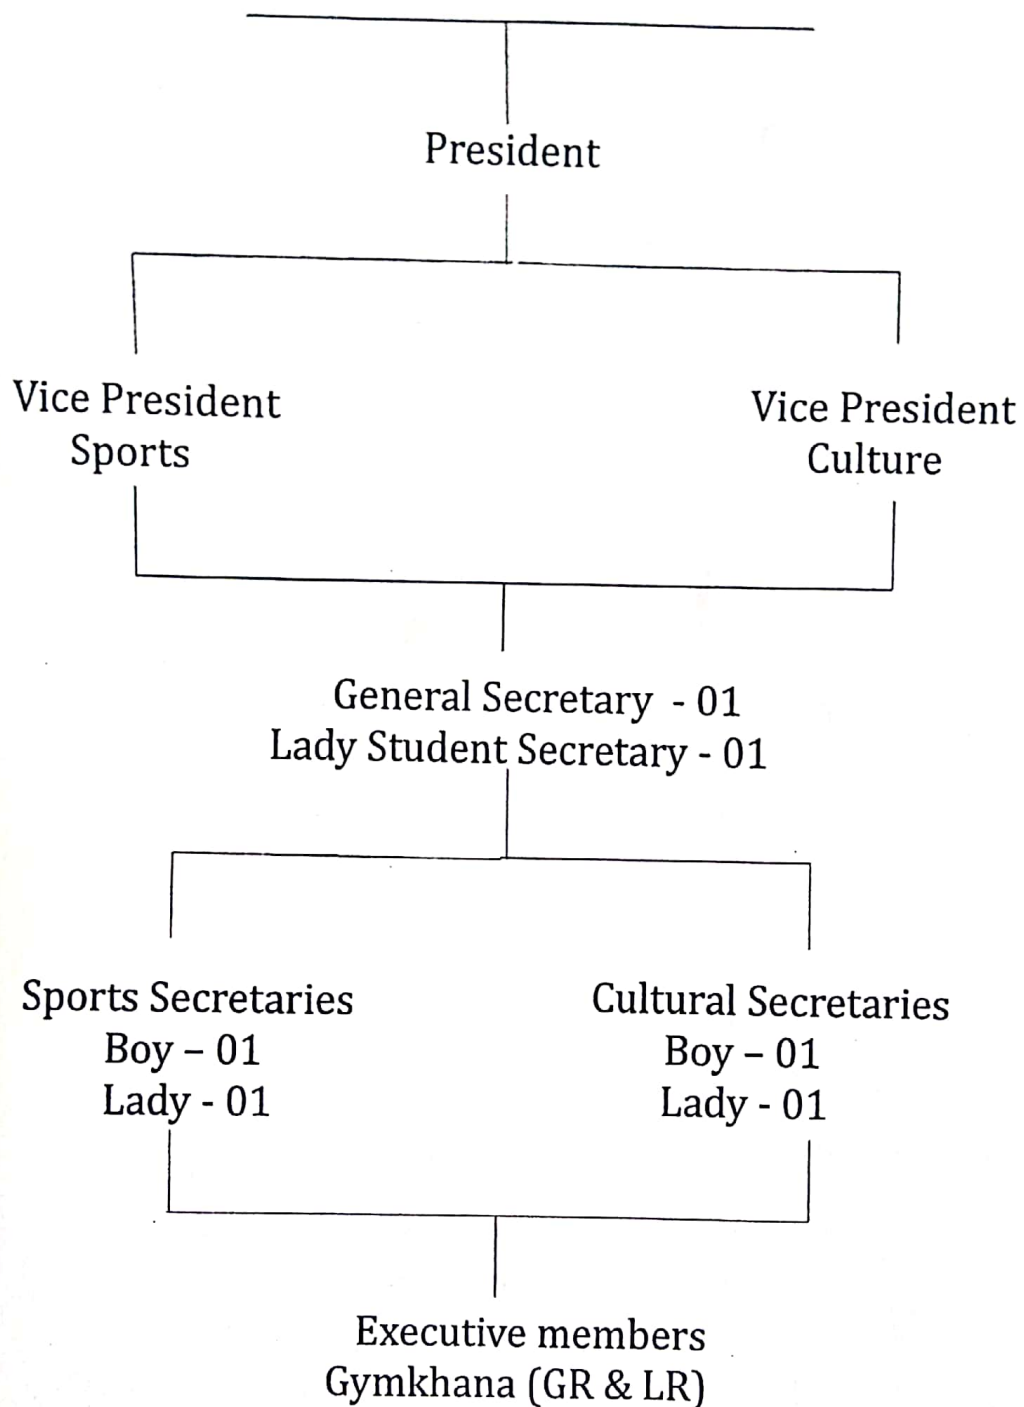 President
Vice President
Sports
Vice President
Culture
General Secretary - 01
Lady Student Secretary - 01
Sports Secretaries
Boy – 01
Lady - 01
Cultural Secretaries
Boy – 01
Lady - 01
Executive members
Gymkhana (GR & LR)